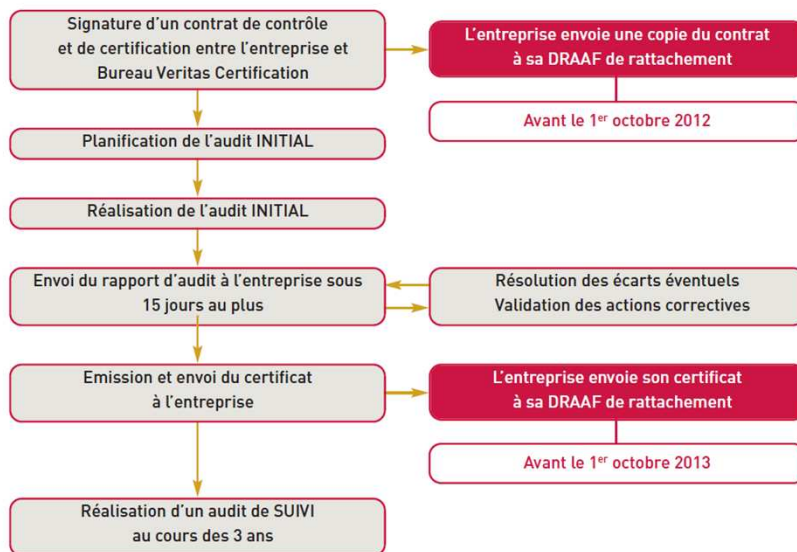 Signature d'un contrat de contrôle
et de certification entre l'entreprise et
Bureau Veritas Certification
L'entreprise envoie une copie du contrat
à sa DRAAF de rattachement
Avant le 1er octobre 2012
Planification de l'audit INITIAL
Réalisation de l'audit INITIAL
Envoi du rapport d'audit à l'entreprise sous
15 jours au plus
Résolution des écarts éventuels
Validation des actions correctives
Emission et envoi du certificat
à l'entreprise
L'entreprise envoie son certificat
à sa DRAAF de rattachement
Avant le 1er octobre 2013
Réalisation d'un audit de SUIVI
au cours des 3 ans